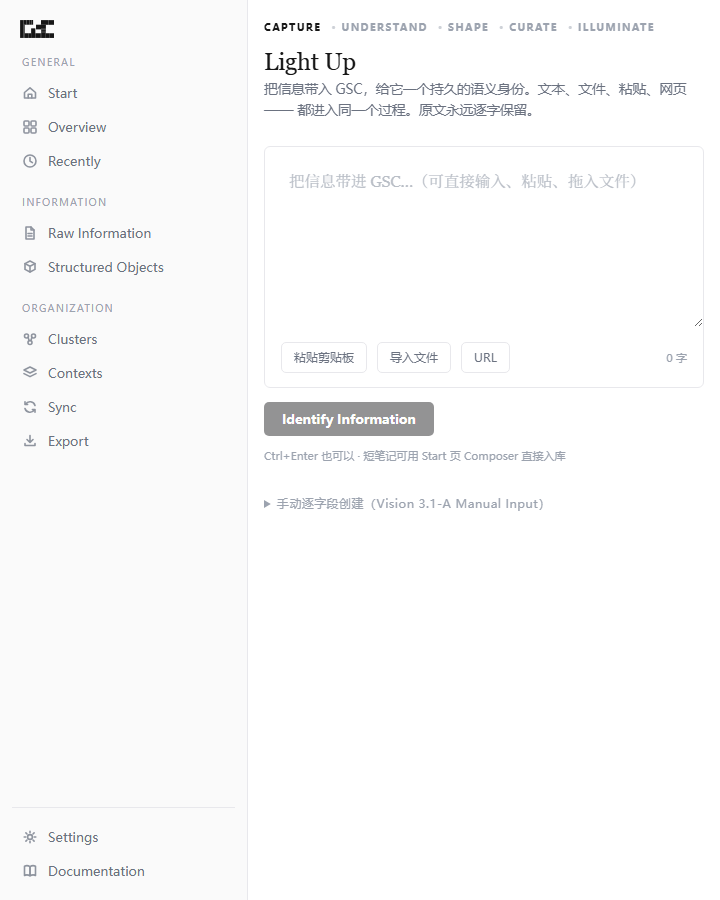 GSC
GENERAL
Start
Overview
Recently
INFORMATION
Raw Information
Structured Objects
ORGANIZATION
Clusters
Contexts
Sync
Export
Settings
Documentation
CAPTURE • UNDERSTAND • SHAPE • CURATE • ILLUMINATE
Light Up
把信息带入 GSC，给它一个持久的语义身份。文本、文件、粘贴、网页
—— 都进入同一个过程。原文永远逐字保留。
把信息带进 GSC...（可直接输入、粘贴、拖入文件）
粘贴剪贴板 导入文件 URL 0 字
Identify Information
Ctrl+Enter 也可以 · 短笔记可用 Start 页 Composer 直接入库
▶ 手动逐字段创建（Vision 3.1-A Manual Input）